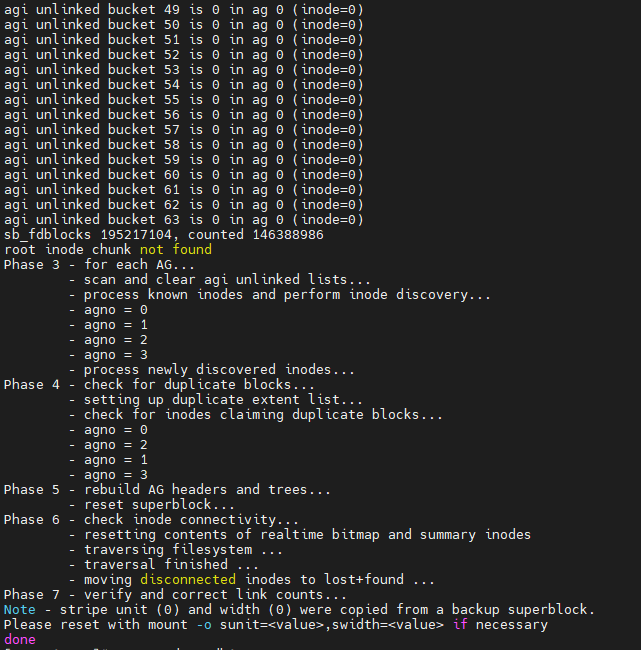 agi unlinked bucket 49 is 0 in ag 0 (inode=0)
agi unlinked bucket 50 is 0 in ag 0 (inode=0)
agi unlinked bucket 51 is 0 in ag 0 (inode=0)
agi unlinked bucket 52 is 0 in ag 0 (inode=0)
agi unlinked bucket 53 is 0 in ag 0 (inode=0)
agi unlinked bucket 54 is 0 in ag 0 (inode=0)
agi unlinked bucket 55 is 0 in ag 0 (inode=0)
agi unlinked bucket 56 is 0 in ag 0 (inode=0)
agi unlinked bucket 57 is 0 in ag 0 (inode=0)
agi unlinked bucket 58 is 0 in ag 0 (inode=0)
agi unlinked bucket 59 is 0 in ag 0 (inode=0)
agi unlinked bucket 60 is 0 in ag 0 (inode=0)
agi unlinked bucket 61 is 0 in ag 0 (inode=0)
agi unlinked bucket 62 is 0 in ag 0 (inode=0)
agi unlinked bucket 63 is 0 in ag 0 (inode=0)
sb_fdblocks 195217104, counted 146388986
root inode chunk not found
Phase 3 - for each AG...
        - scan and clear agi unlinked lists...
        - process known inodes and perform inode discovery...
        - agno = 0
        - agno = 1
        - agno = 2
        - agno = 3
        - process newly discovered inodes...
Phase 4 - check for duplicate blocks...
        - setting up duplicate extent list...
        - check for inodes claiming duplicate blocks...
        - agno = 0
        - agno = 2
        - agno = 1
        - agno = 3
Phase 5 - rebuild AG headers and trees...
        - reset superblock...
Phase 6 - check inode connectivity...
        - resetting contents of realtime bitmap and summary inodes
        - traversing filesystem ...
        - traversal finished ...
        - moving disconnected inodes to lost+found ...
Phase 7 - verify and correct link counts...
Note - stripe unit (0) and width (0) were copied from a backup superblock.
Please reset with mount -o sunit=<value>,swidth=<value> if necessary
done